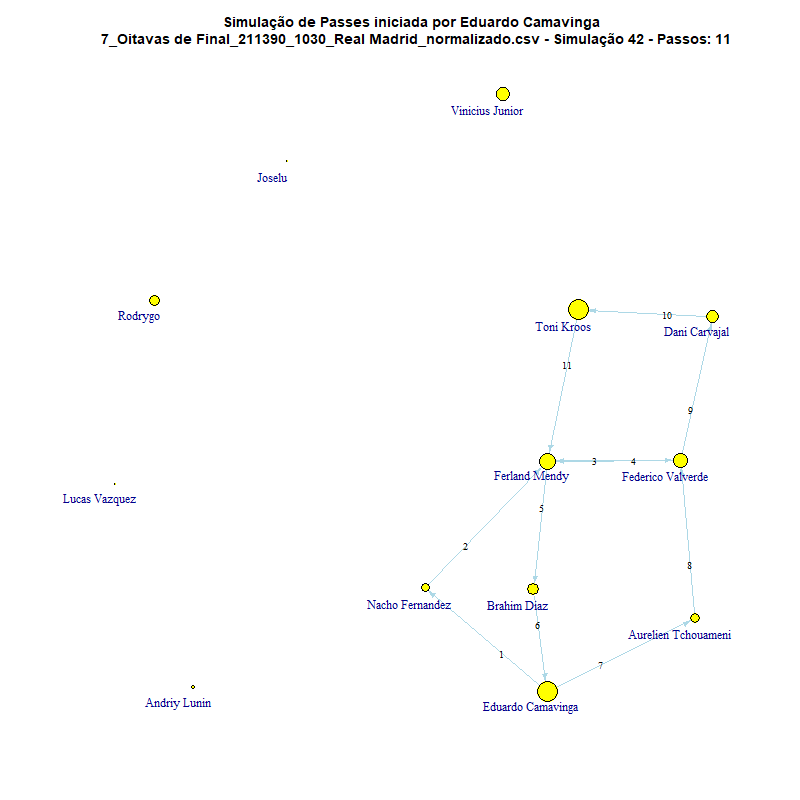 Simulação de Passes iniciada por Eduardo Camavinga
7_Oitavas de Final_211390_1030_Real Madrid_normalizado.csv - Simulação 42 - Passos: 11
Vinicius Junior
Joselu
Rodrygo
Toni Kroos
10
Dani Carvajal
11
9
Ferland Mendy
3
4
Federico Valverde
Lucas Vazquez
5
2
8
Nacho Fernandez
Brahim Diaz
6
Aurelien Tchouameni
1
7
Andriy Lunin
Eduardo Camavinga